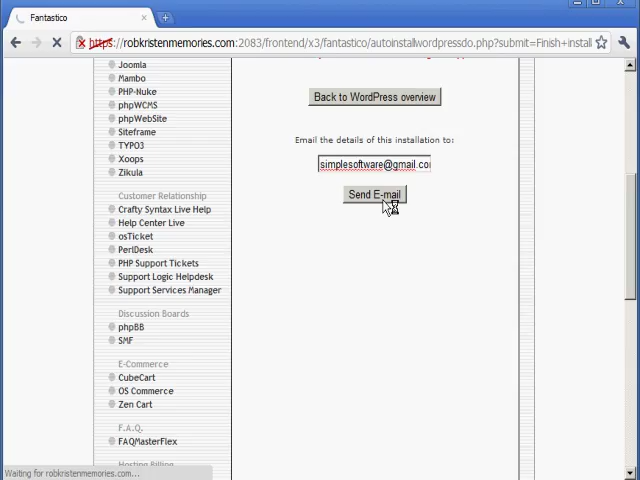 Fantastico
https://robkristenmemories.com:2083/frontend/x3/fantastico/autoinstallwordpressdo.php?submit=Finish+install
Joomla
Mambo
PHP-Nuke
phpWCMS
phpWebSite
Siteframe
TYPO3
Xoops
Zikula
Customer Relationship
Crafty Syntax Live Help
Help Center Live
osTicket
PerlDesk
PHP Support Tickets
Support Logic Helpdesk
Support Services Manager
Discussion Boards
phpBB
SMF
E-Commerce
CubeCart
OS Commerce
Zen Cart
F.A.Q.
FAQMasterFlex
Hosting Billing
Back to WordPress overview
Email the details of this installation to:
simplesoftware@gmail.co
Send E-mail
Waiting for robkristenmemories.com...